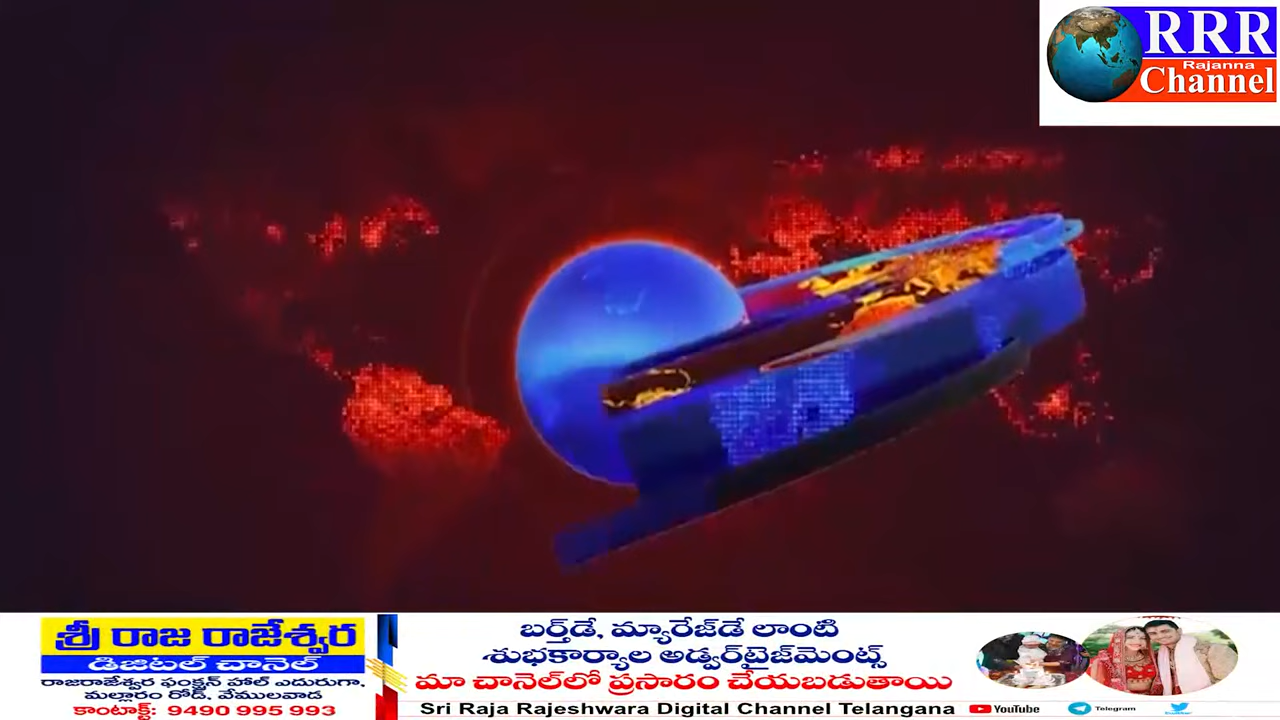 RRR
Rajanna
Channel
శ్రీ రాజ రాజేశ్వర
డిజిటల్ చానెల్
రాజరాజేశ్వర ఫంక్షన్ హాల్ ఎదురుగా,
మల్లారం రోడ్, వేములవాడ
కాంటాక్ట్: 9490 995 993
బర్త్‌డే, మ్యారేజ్‌డే లాంటి
శుభకార్యాల అడ్వర్‌టైజ్‌మెంట్స్
మా చానెల్‌లో ప్రసారం చేయబడుతాయి
Sri Raja Rajeshwara Digital Channel Telangana YouTube Telegram Twitter